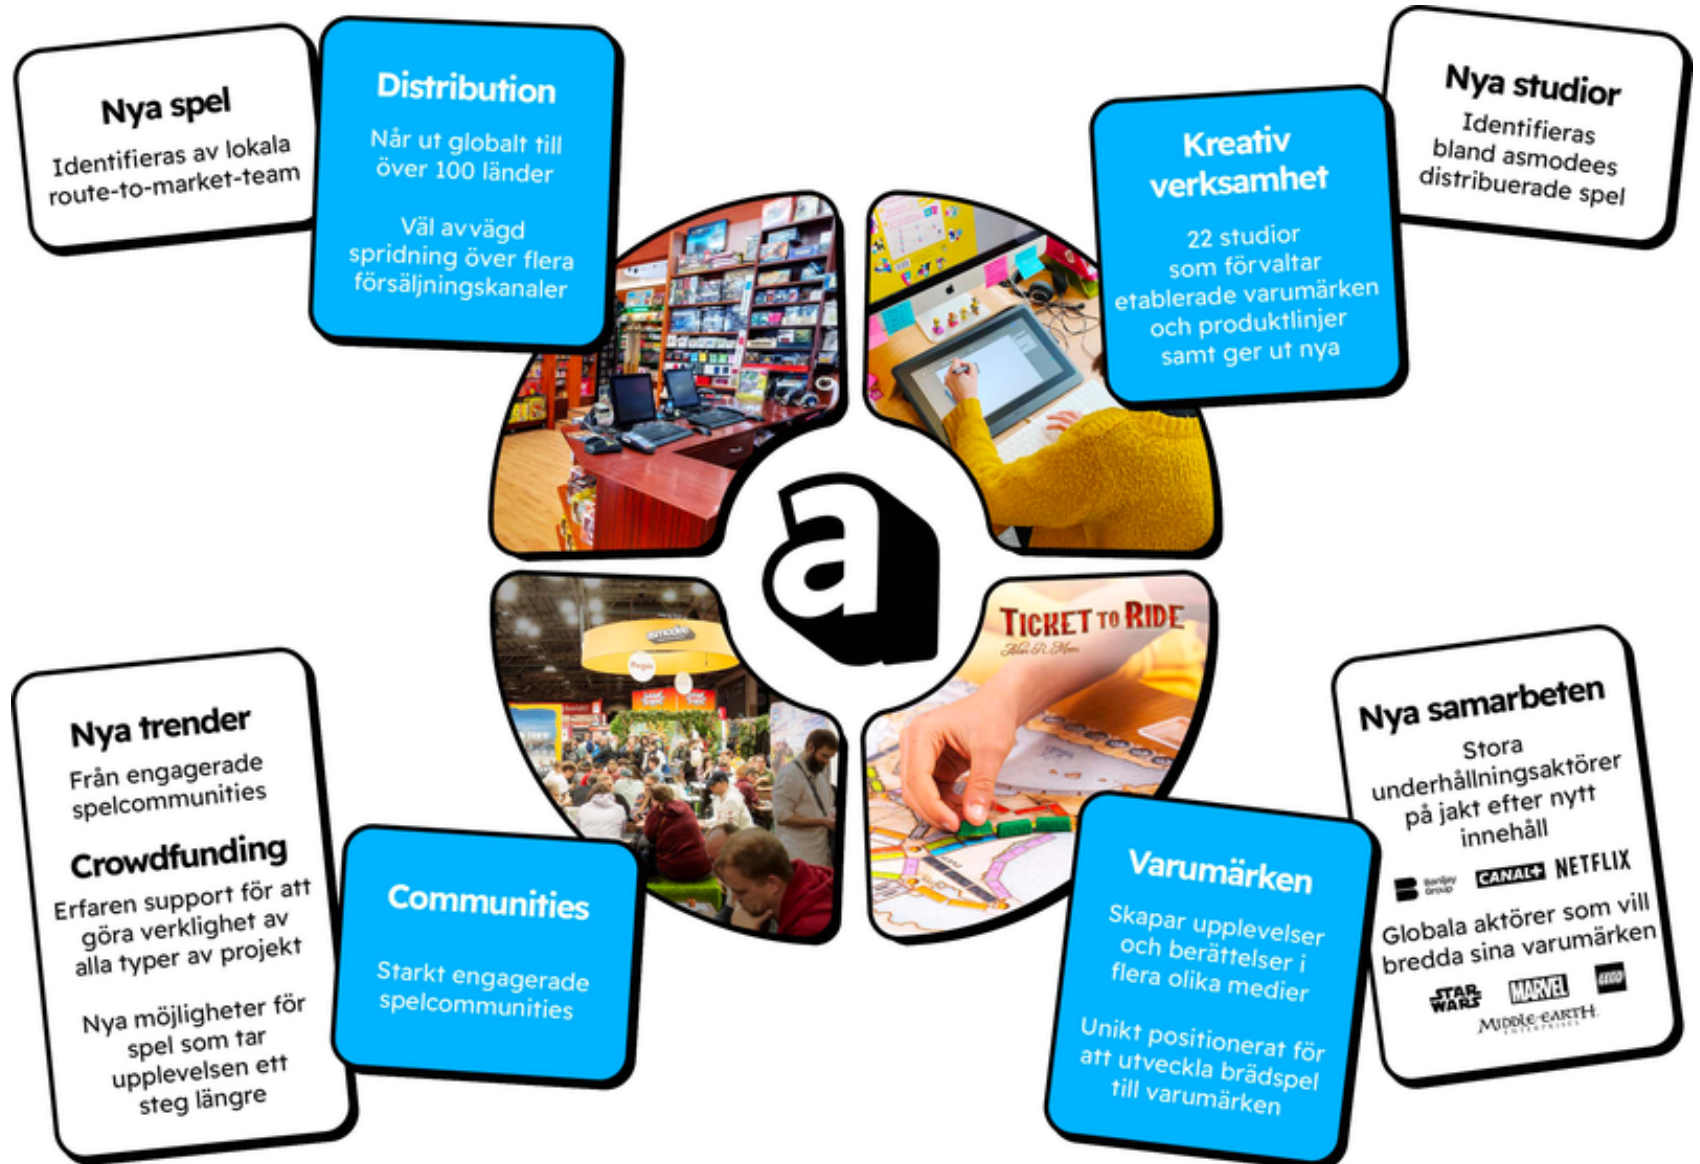 Nya spel
Identifieras av lokala
route-to-market-team
Distribution
Når ut globalt till
över 100 länder
Väl avvägd
spridning över flera
försäljningskanaler
Kreativ
verksamhet
22 studior
som förvaltar
etablerade varumärken
och produktlinjer
samt ger ut nya
Nya studior
Identifieras
bland asmodees
distribuerade spel
a
asmodee
TICKET TO RIDE
Alan R. Moon
Nya trender
Från engagerade
spelcommunities
Crowdfunding
Erfaren support för att
göra verklighet av
alla typer av projekt
Nya möjligheter för
spel som tar
upplevelsen ett
steg längre
Communities
Starkt engagerade
spelcommunities
Varumärken
Skapar upplevelser
och berättelser i
flera olika medier
Unikt positionerat för
att utveckla brädspel
till varumärken
Nya samarbeten
Stora
underhållningsaktörer
på jakt efter nytt
innehåll
Banijay
Group
CANAL+
NETFLIX
Globala aktörer som vill
bredda sina varumärken
STAR
WARS
MARVEL
LEGO
MIDDLE-EARTH
ENTERPRISES